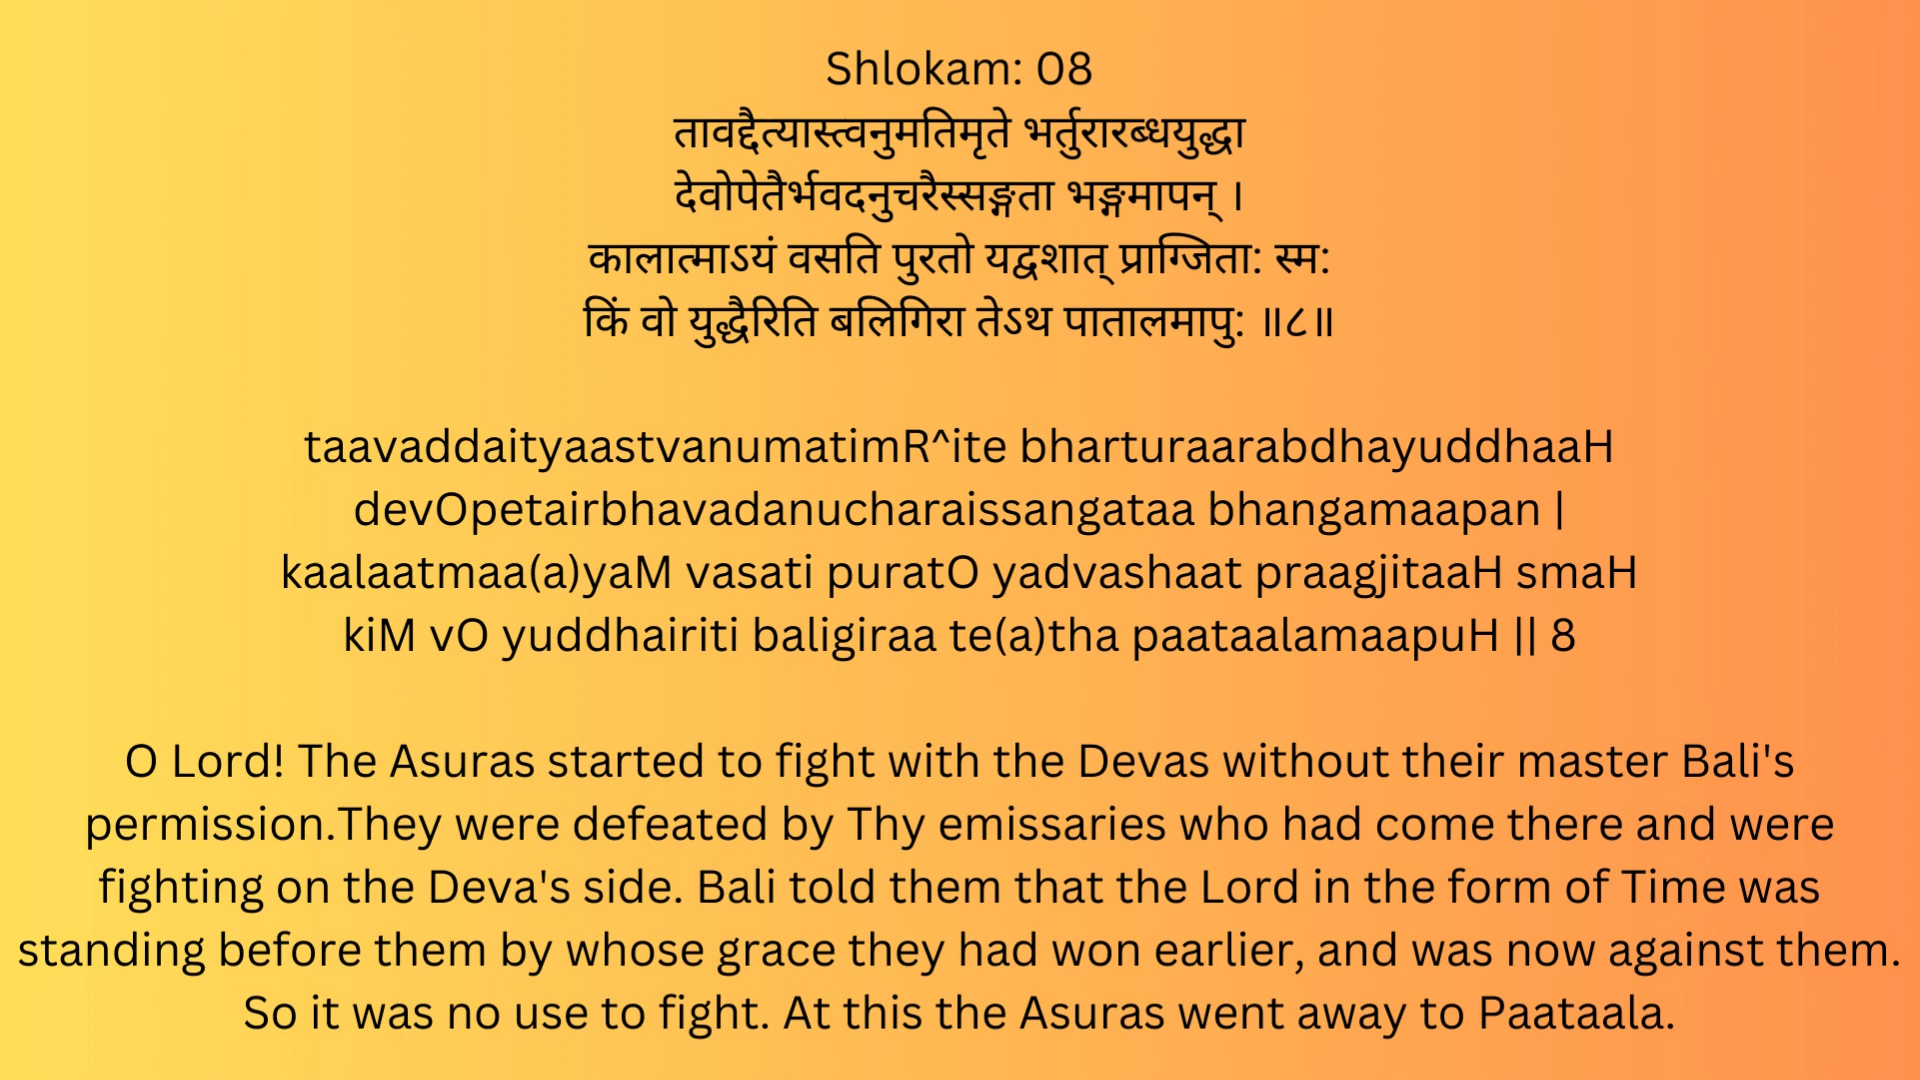 Shlokam: 08
तावद्दैत्यास्त्वनुमतिमृते भर्तुरारब्धयुद्धा
देवोपेतैर्भवदनुचरैस्सङ्गता भङ्गमापन् ।
कालात्माऽयं वसति पुरतो यद्वशात् प्राग्जिता: स्म:
किं वो युद्धैरिति बलिगिरा तेऽथ पातालमापु: ॥८॥
taavaddaityaastvanumatimR^ite bharturaarabdhayuddhaaH
devOpetairbhavadanucharaissangataa bhangamaapan |
kaalaatmaa(a)yaM vasati puratO yadvashaat praagjitaaH smaH
kiM vO yuddhairiti baligiraa te(a)tha paataalamaapuH || 8
O Lord! The Asuras started to fight with the Devas without their master Bali's
permission.They were defeated by Thy emissaries who had come there and were
fighting on the Deva's side. Bali told them that the Lord in the form of Time was
standing before them by whose grace they had won earlier, and was now against them.
So it was no use to fight. At this the Asuras went away to Paataala.